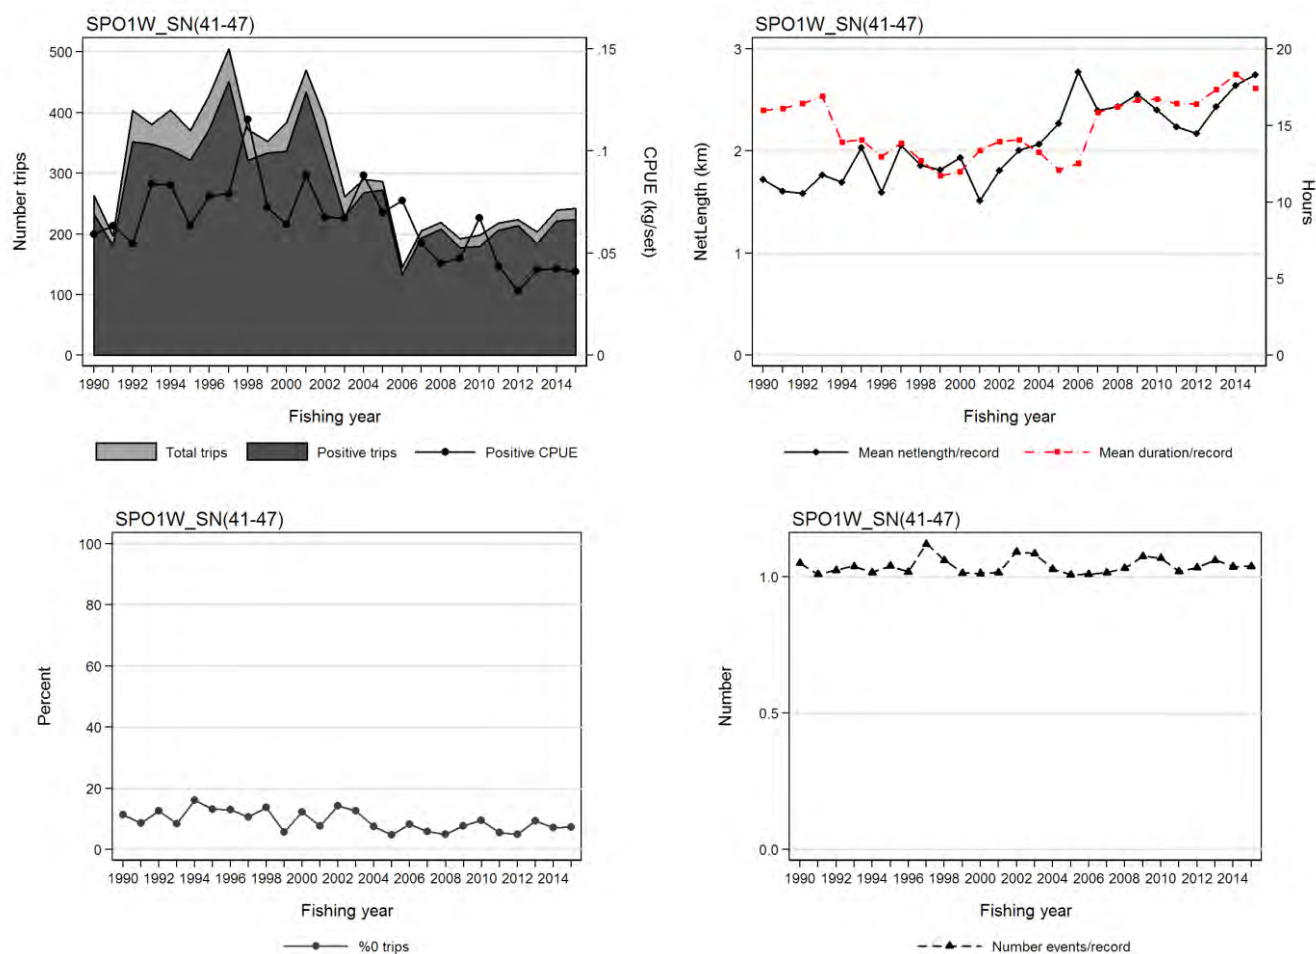 SPO1W_SN(41-47)
500
400
300
200
100
0
Number trips
.15
.1
.05
0
CPUE (kg/set)
1990 1992 1994 1996 1998 2000 2002 2004 2006 2008 2010 2012 2014
Fishing year
Total trips Positive trips Positive CPUE
SPO1W_SN(41-47)
3
2
1
0
NetLength (km)
20
15
10
5
0
Hours
1990 1992 1994 1996 1998 2000 2002 2004 2006 2008 2010 2012 2014
Fishing year
Mean netlength/record Mean duration/record
SPO1W_SN(41-47)
100
80
60
40
20
0
Percent
1990 1992 1994 1996 1998 2000 2002 2004 2006 2008 2010 2012 2014
Fishing year
%0 trips
SPO1W_SN(41-47)
1.0
0.5
0.0
Number
1990 1992 1994 1996 1998 2000 2002 2004 2006 2008 2010 2012 2014
Fishing year
Number events/record